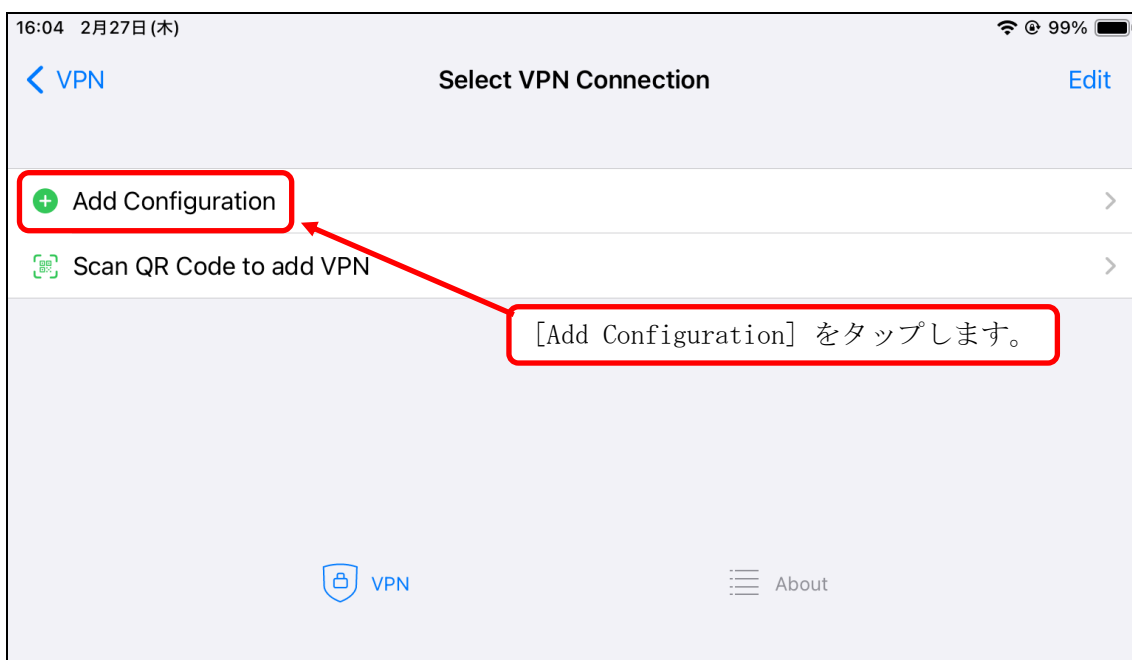 16:04 2月27日(木) 99%
VPN Select VPN Connection Edit
Add Configuration
Scan QR Code to add VPN
[Add Configuration] をタップします。
VPN About